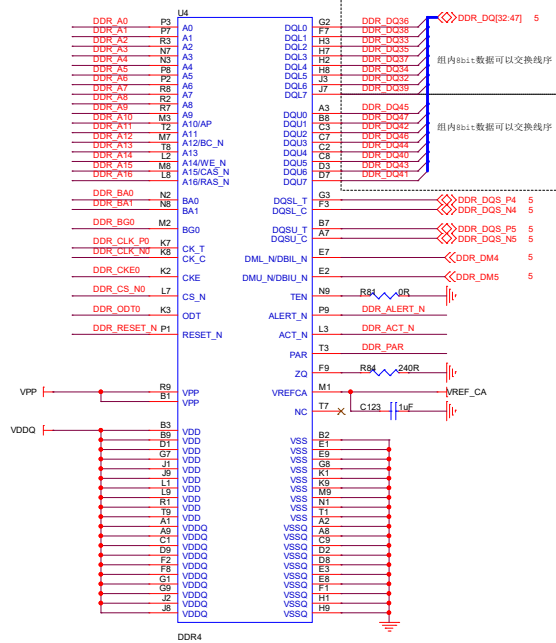 U4
DDR_A0 P3 A0 DQL0 G2 DDR_DQ36 DDR_DQ[32:47] 5
DDR_A1 P7 A1 DQL1 F7 DDR_DQ38
DDR_A2 R3 A2 DQL2 H3 DDR_DQ33
DDR_A3 N7 A3 DQL3 H7 DDR_DQ35
DDR_A4 N3 A4 DQL4 H2 DDR_DQ37 组内8bit数据可以交换线序
DDR_A5 P8 A5 DQL5 H8 DDR_DQ34
DDR_A6 P2 A6 DQL6 J3 DDR_DQ32
DDR_A7 R8 A7 DQL7 J7 DDR_DQ39
DDR_A8 R2 A8
DDR_A9 R7 A9 DQU0 A3 DDR_DQ45
DDR_A10 M3 A10/AP DQU1 B8 DDR_DQ47
DDR_A11 T2 A11 DQU2 C3 DDR_DQ42 组内8bit数据可以交换线序
DDR_A12 M7 A12/BC_N DQU3 C7 DDR_DQ46
DDR_A13 T8 A13 DQU4 C2 DDR_DQ44
DDR_A14 L2 A14/WE_N DQU5 C8 DDR_DQ40
DDR_A15 M8 A15/CAS_N DQU6 D3 DDR_DQ43
DDR_A16 L8 A16/RAS_N DQU7 D7 DDR_DQ41
DDR_BA0 N2 BA0 DQSL_T G3 DDR_DQS_P4 5
DDR_BA1 N8 BA1 DQSL_C F3 DDR_DQS_N4 5
DDR_BG0 M2 BG0 DQSU_T B7 DDR_DQS_P5 5
DQSU_C A7 DDR_DQS_N5 5
DDR_CLK_P0 K7 CK_T
DDR_CLK_N0 K8 CK_C DML_N/DBIL_N E7 DDR_DM4 5
DDR_CKE0 K2 CKE DMU_N/DBIU_N E2 DDR_DM5 5
DDR_CS_N0 L7 CS_N TEN N9 R81 0R
DDR_ODT0 K3 ODT ALERT_N P9 DDR_ALERT_N
DDR_RESET_N P1 RESET_N ACT_N L3 DDR_ACT_N
PAR T3 DDR_PAR
ZQ F9 R84 240R
VPP R9 VPP VREFCA M1 VREF_CA
B1 VPP
NC T7 C123 1uF
VDDQ B3 VDD
B9 VDD VSS B2
D1 VDD VSS E1
G7 VDD VSS E9
J1 VDD VSS G8
J9 VDD VSS K1
L1 VDD VSS K9
L9 VDD VSS M9
R1 VDD VSS N1
T9 VDD VSS T1
A1 VDDQ VSSQ A2
A9 VDDQ VSSQ A8
C1 VDDQ VSSQ C9
D9 VDDQ VSSQ D2
F2 VDDQ VSSQ D8
F8 VDDQ VSSQ E3
G1 VDDQ VSSQ E8
G9 VDDQ VSSQ F1
J2 VDDQ VSSQ H1
J8 VDDQ VSSQ H9
DDR4